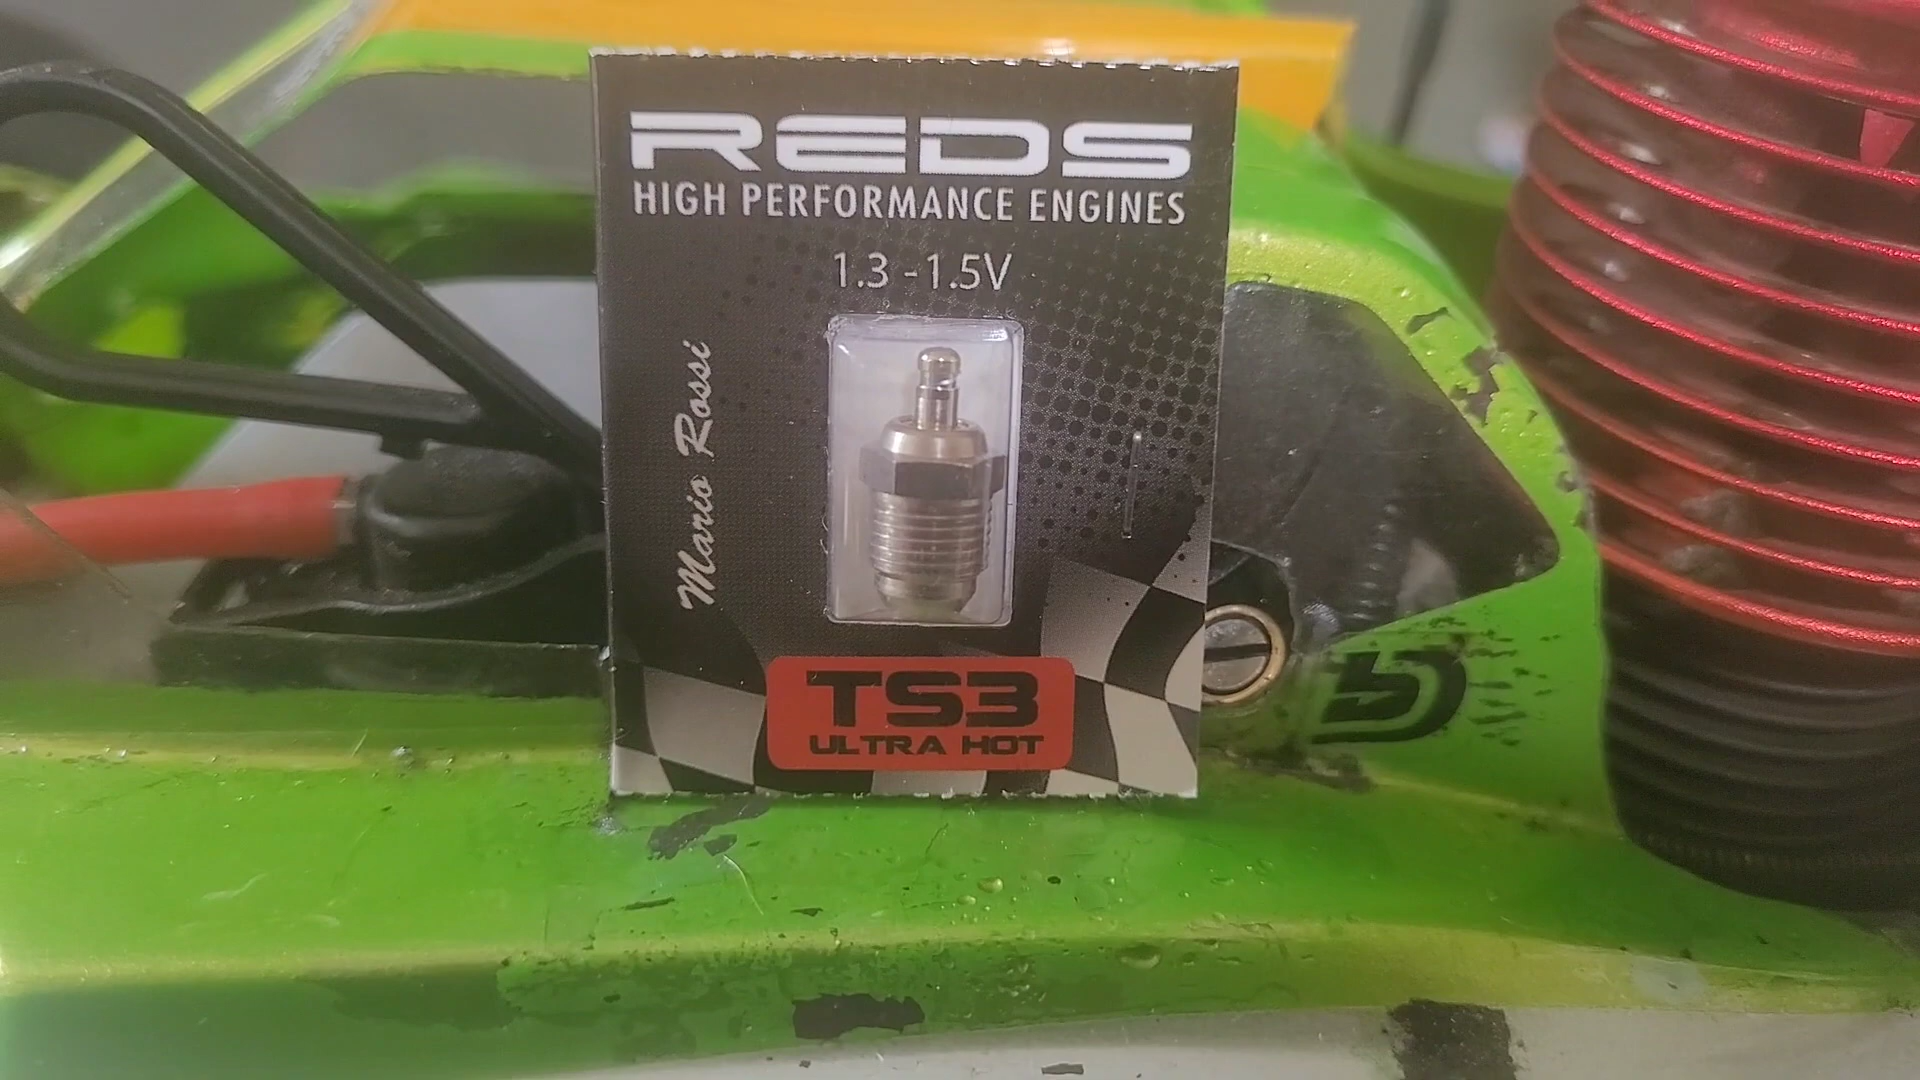 REDS
HIGH PERFORMANCE ENGINES
1.3 -1.5V
Mario Rossi
TS3
ULTRA HOT